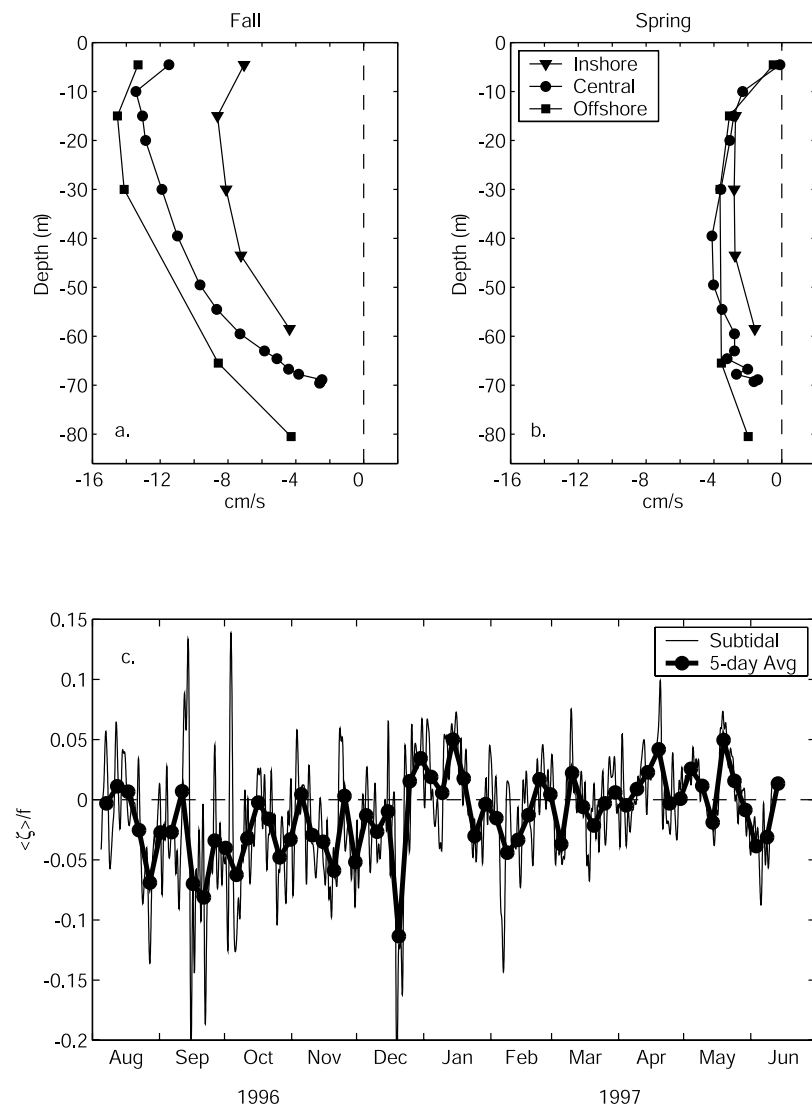 Fall
Spring
0
-10
-20
-30
-40
-50
-60
-70
-80
Depth (m)
a.
-16
-12
-8
-4
0
cm/s
0
-10
-20
-30
-40
-50
-60
-70
-80
Depth (m)
Inshore
Central
Offshore
b.
-16
-12
-8
-4
0
cm/s
0.15
0.1
0.05
0
-0.05
-0.1
-0.15
-0.2
<ζ>/f
c.
Subtidal
5-day Avg
Aug Sep Oct Nov Dec Jan Feb Mar Apr May Jun
1996 1997